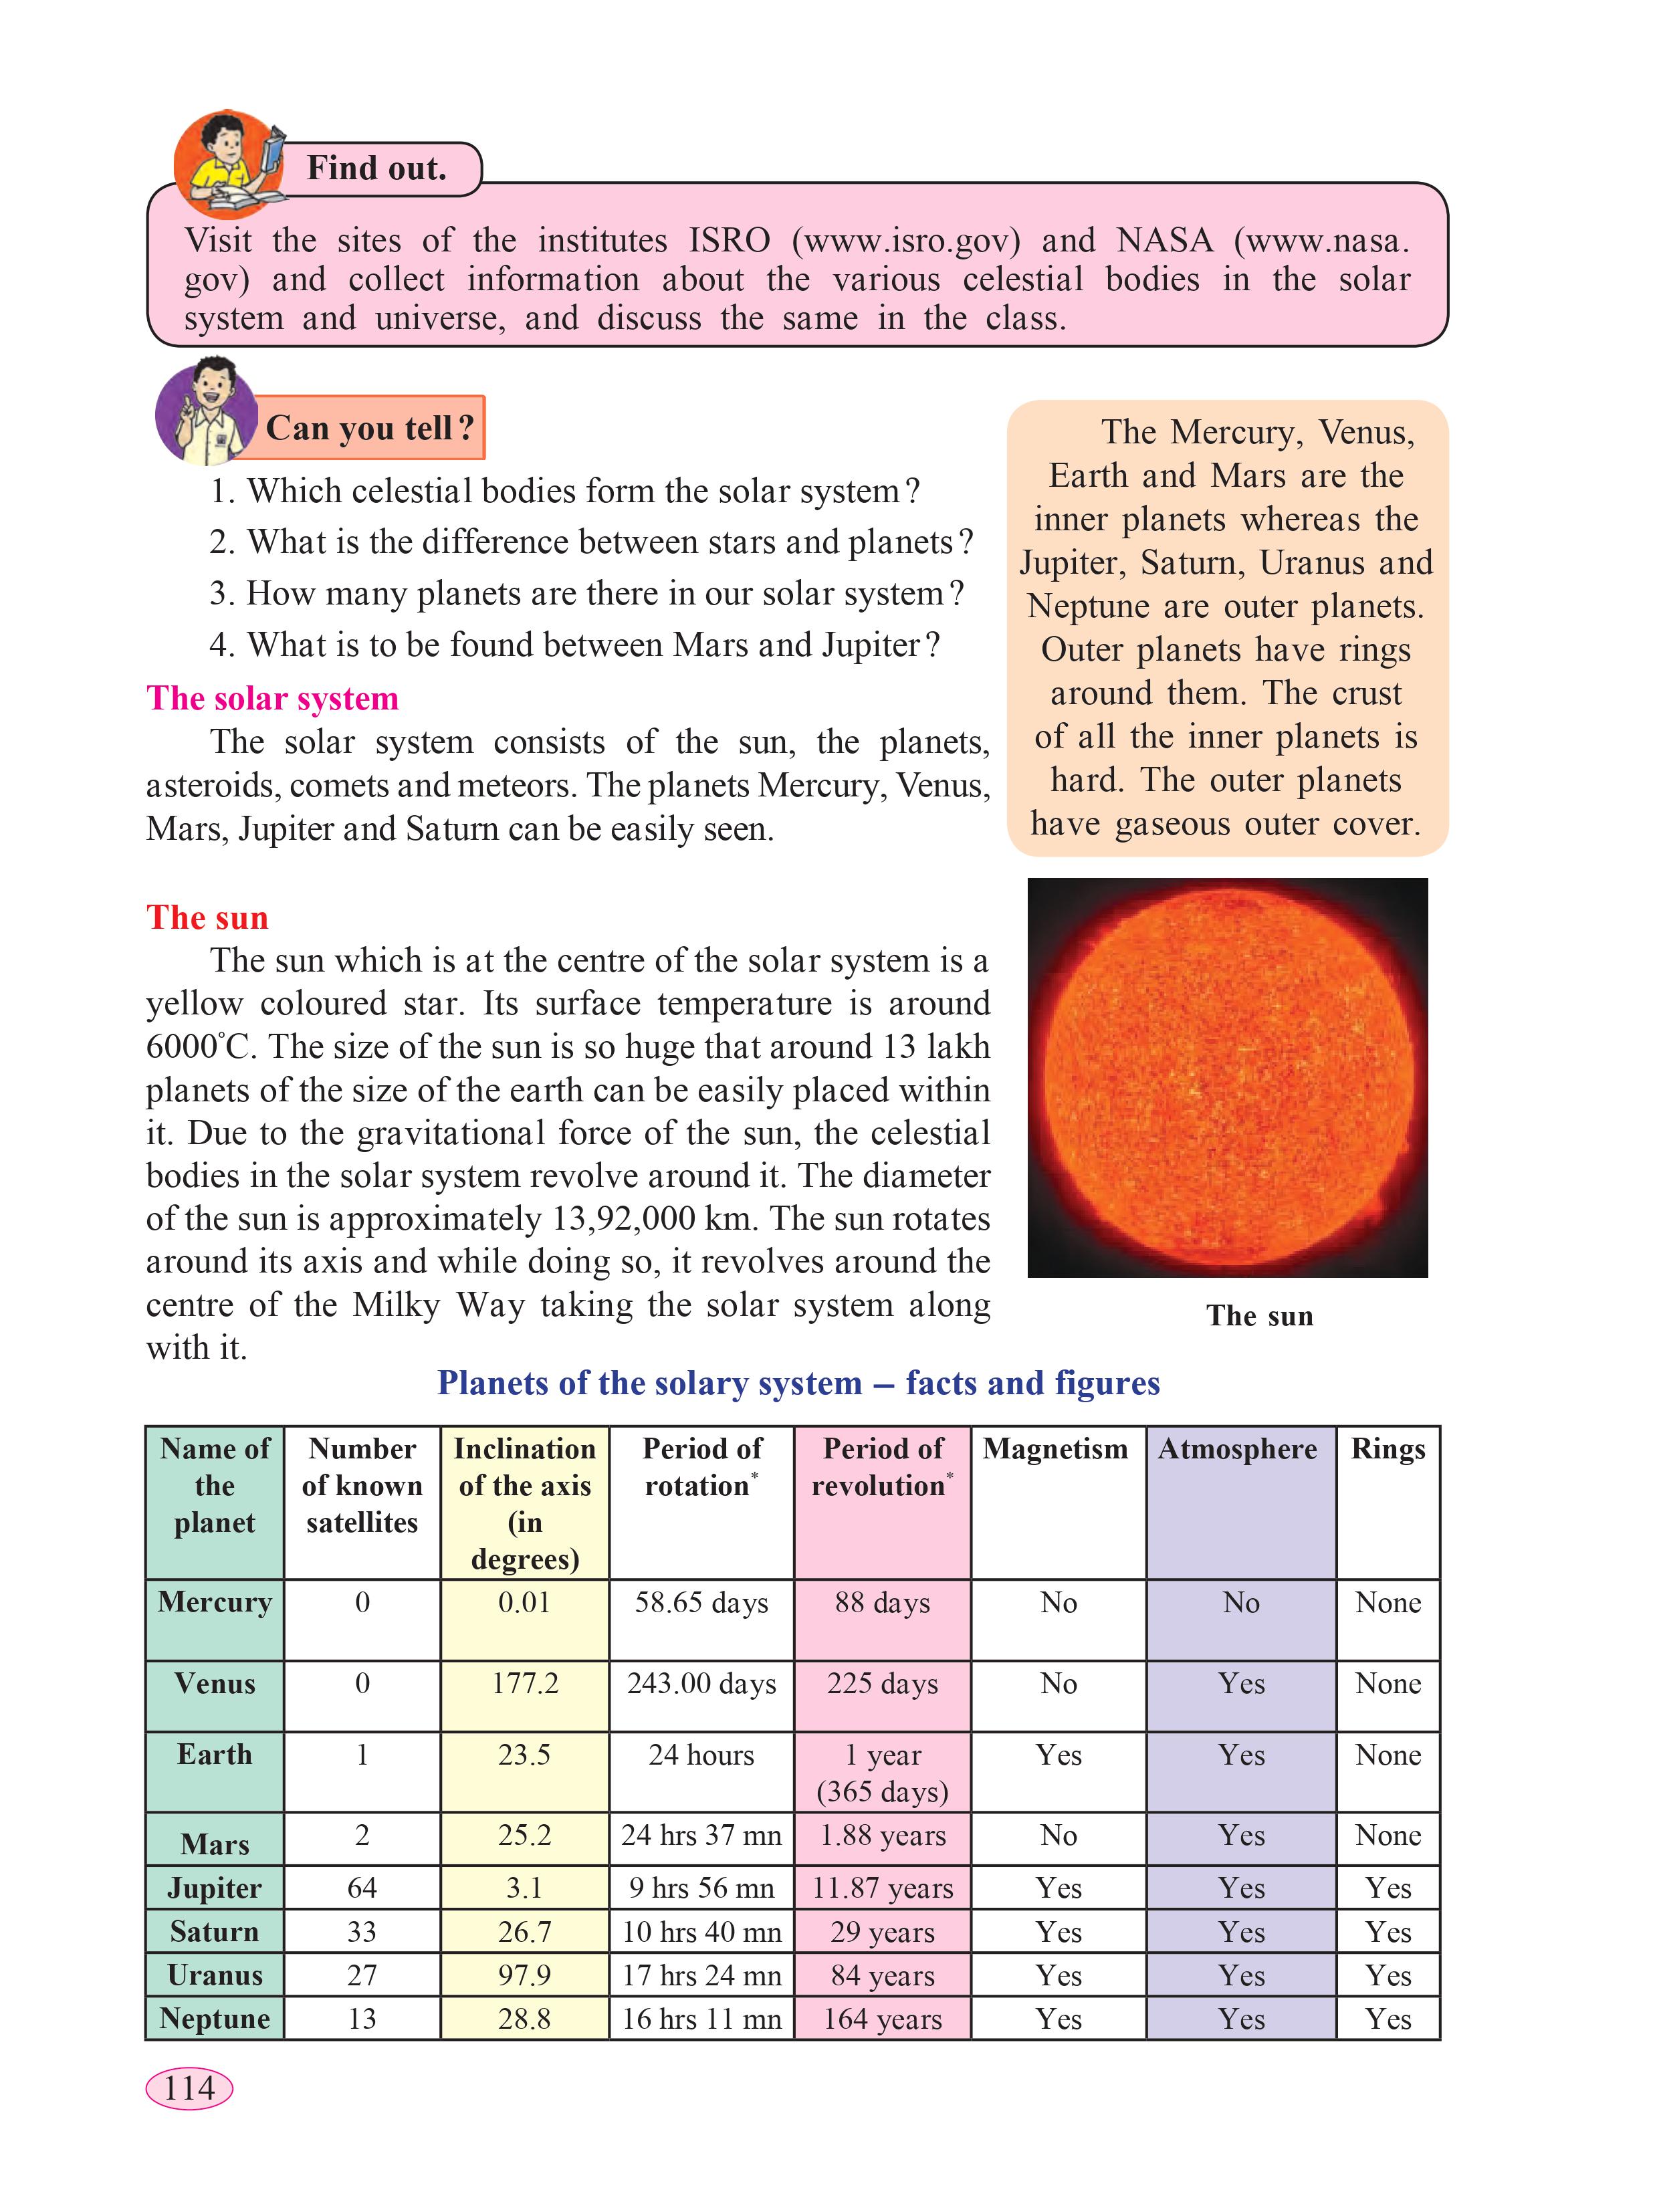 Find out.
Visit the sites of the institutes ISRO (www.isro.gov) and NASA (www.nasa.
gov) and collect information about the various celestial bodies in the solar
system and universe, and discuss the same in the class.
Can you tell?
1. Which celestial bodies form the solar system?
2. What is the difference between stars and planets?
3. How many planets are there in our solar system?
4. What is to be found between Mars and Jupiter?
The Mercury, Venus,
Earth and Mars are the
inner planets whereas the
Jupiter, Saturn, Uranus and
Neptune are outer planets.
Outer planets have rings
around them. The crust
of all the inner planets is
hard. The outer planets
have gaseous outer cover.
The solar system
The solar system consists of the sun, the planets,
asteroids, comets and meteors. The planets Mercury, Venus,
Mars, Jupiter and Saturn can be easily seen.
The sun
The sun which is at the centre of the solar system is a
yellow coloured star. Its surface temperature is around
6000°C. The size of the sun is so huge that around 13 lakh
planets of the size of the earth can be easily placed within
it. Due to the gravitational force of the sun, the celestial
bodies in the solar system revolve around it. The diameter
of the sun is approximately 13,92,000 km. The sun rotates
around its axis and while doing so, it revolves around the
centre of the Milky Way taking the solar system along
with it.
The sun
Planets of the solary system – facts and figures
Name of the planet Number of known satellites Inclination of the axis (in degrees) Period of rotation* Period of revolution* Magnetism Atmosphere Rings
Mercury 0 0.01 58.65 days 88 days No No None
Venus 0 177.2 243.00 days 225 days No Yes None
Earth 1 23.5 24 hours 1 year (365 days) Yes Yes None
Mars 2 25.2 24 hrs 37 mn 1.88 years No Yes None
Jupiter 64 3.1 9 hrs 56 mn 11.87 years Yes Yes Yes
Saturn 33 26.7 10 hrs 40 mn 29 years Yes Yes Yes
Uranus 27 97.9 17 hrs 24 mn 84 years Yes Yes Yes
Neptune 13 28.8 16 hrs 11 mn 164 years Yes Yes Yes
114